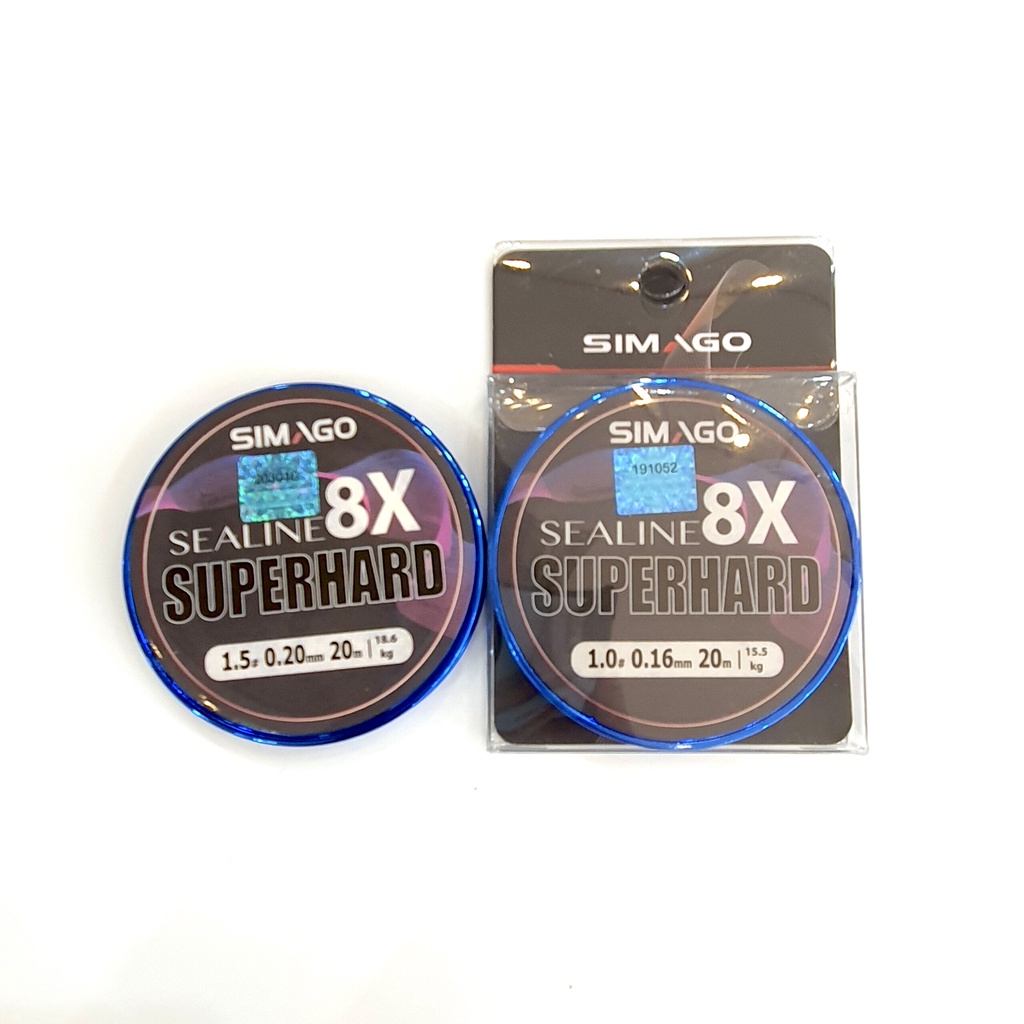 SIMAGO
SEALINE 8X
SUPERHARD
1.5# 0.20mm 20m | 18.6 kg
SIMAGO
SIMAGO
191052
SEALINE 8X
SUPERHARD
1.0# 0.16mm 20m | 15.5 kg